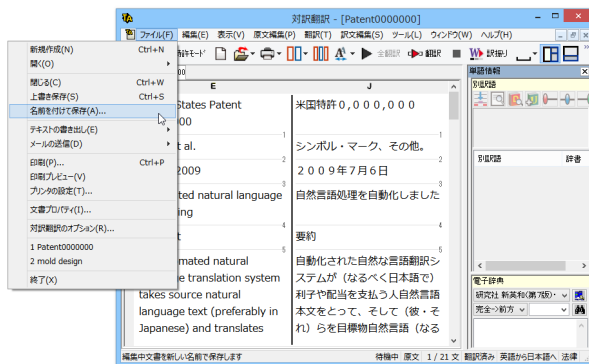 対訳翻訳 - [Patent0000000]
ファイル(F) 編集(E) 表示(V) 原文編集(P) 翻訳(T) 訳文編集(S) ツール(L) ウィンドウ(W) ヘルプ(H)
新規作成(N) Ctrl+N
開く(O)
閉じる(C) Ctrl+W
上書き保存(S) Ctrl+S
名前を付けて保存(A)...
テキストの書き出し(E)
メールの送信(D)
印刷(P)... Ctrl+P
印刷プレビュー(V)
プリンタの設定(T)...
文書プロパティ(I)...
対訳翻訳のオプション(R)...
1 Patent0000000
2 mold design
終了(X)
全翻訳 翻訳 訳振り
E J
States Patent
米国特許0,000,000
1
t al.
シンボル・マーク、その他。
2
2009
2009年7月6日
3
ted natural language
ing
自然言語処理を自動化しました
4
t
要約
5
mated natural
e translation system
takes source natural
language text (preferably in
Japanese) and translates
自動化された自然な言語翻訳シ
ステムが(なるべく日本語で)
利子や配当を支払う人自然言語
本文をとって、そして(彼・そ
れ)らを目標物自然言語(なる
単語情報
別訳語
別訳語 辞書
電子辞典
研究社 新英和(第7版)・
完全->前方
編集中文書を新しい名前で保存します 待機中 原文 1 / 21 文 翻訳済み 英語から日本語へ 法律